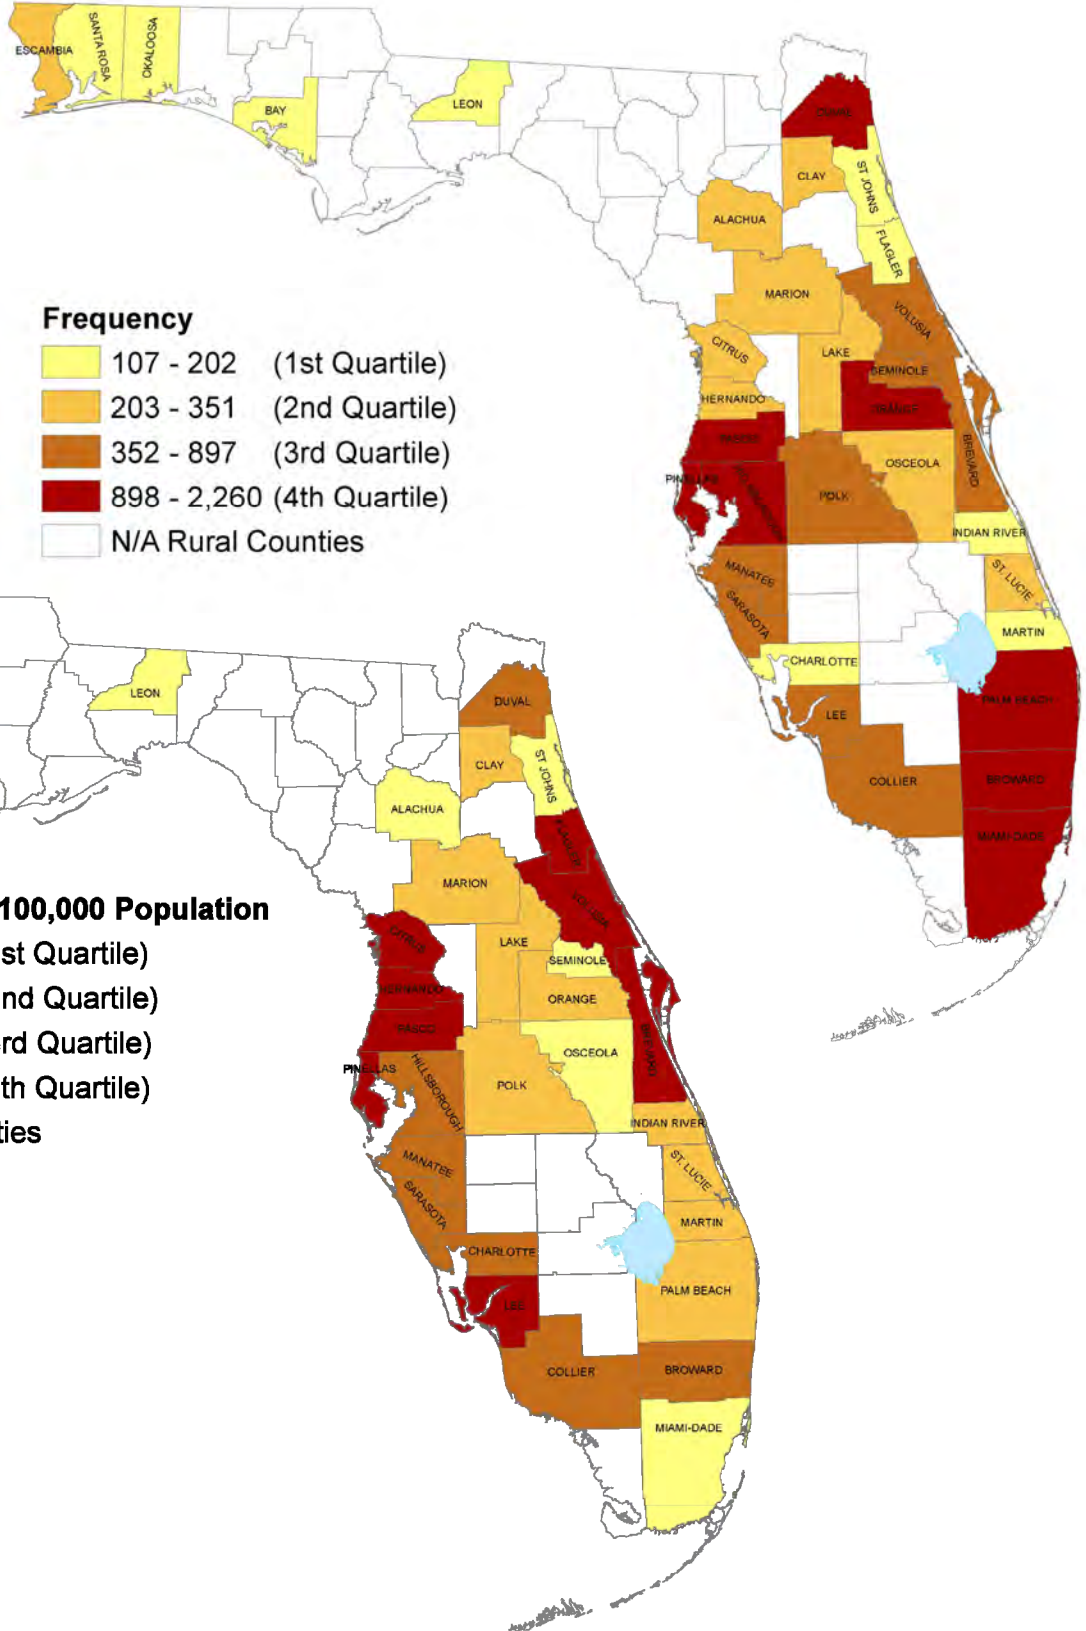 ESCAMBIA
SANTA ROSA
OKALOOSA
BAY
LEON
CLAY
ST JOHNS
ALACHUA
FLAGLER
MARION
VOLUSIA
CITRUS
LAKE
SEMINOLE
HERNANDO
ORANGE
PASCO
OSCEOLA
BREVARD
PINELLAS
POLK
INDIAN RIVER
MANATEE
ST. LUCIE
SARASOTA
MARTIN
CHARLOTTE
PALM BEACH
LEE
COLLIER
BROWARD
MIAMI-DADE
Frequency
107 - 202 (1st Quartile)
203 - 351 (2nd Quartile)
352 - 897 (3rd Quartile)
898 - 2,260 (4th Quartile)
N/A Rural Counties
LEON
DUVAL
CLAY
ST JOHNS
ALACHUA
FLAGLER
MARION
VOLUSIA
CITRUS
LAKE
SEMINOLE
HERNANDO
ORANGE
PASCO
OSCEOLA
BREVARD
PINELLAS
HILLSBOROUGH
POLK
INDIAN RIVER
MANATEE
ST. LUCIE
SARASOTA
MARTIN
CHARLOTTE
PALM BEACH
LEE
COLLIER
BROWARD
MIAMI-DADE
100,000 Population
st Quartile)
nd Quartile)
rd Quartile)
th Quartile)
ties